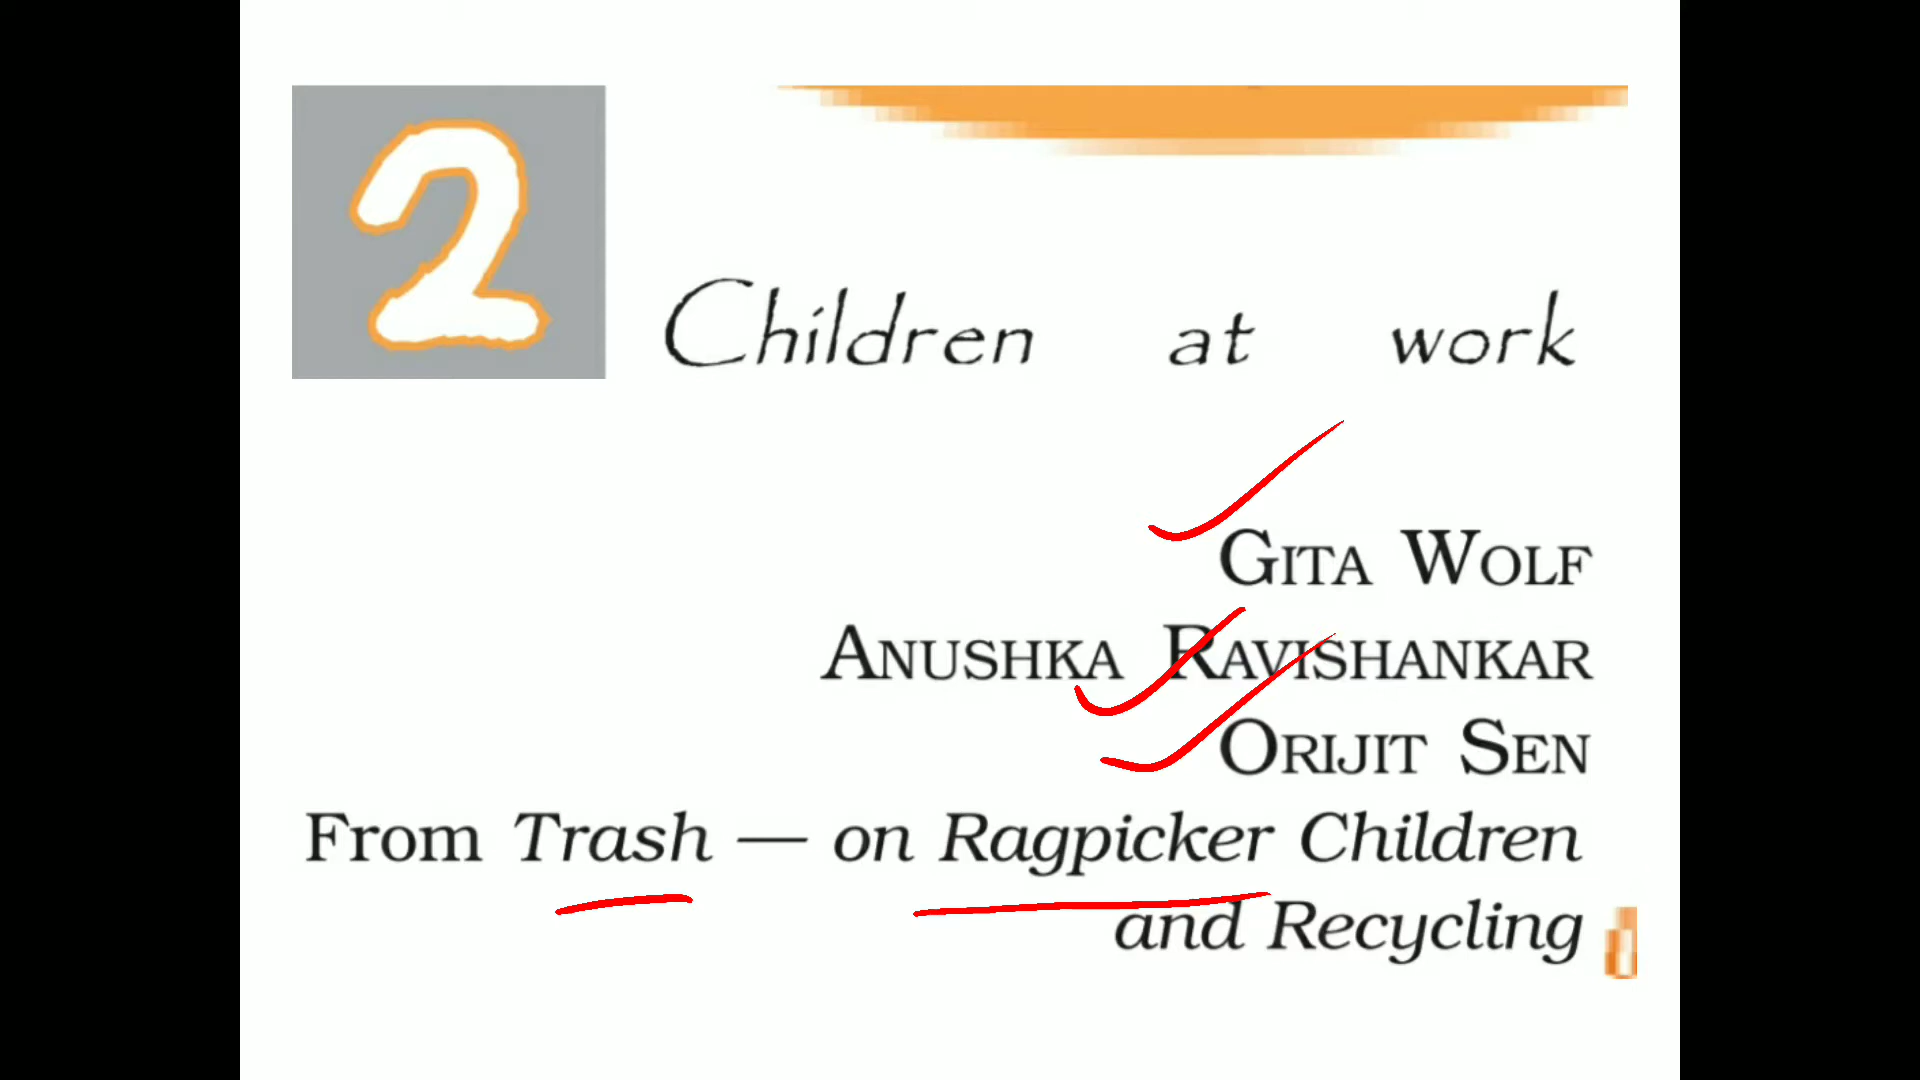 2
Children at work
GITA WOLF
ANUSHKA RAVISHANKAR
ORIJIT SEN
From Trash — on Ragpicker Children
and Recycling